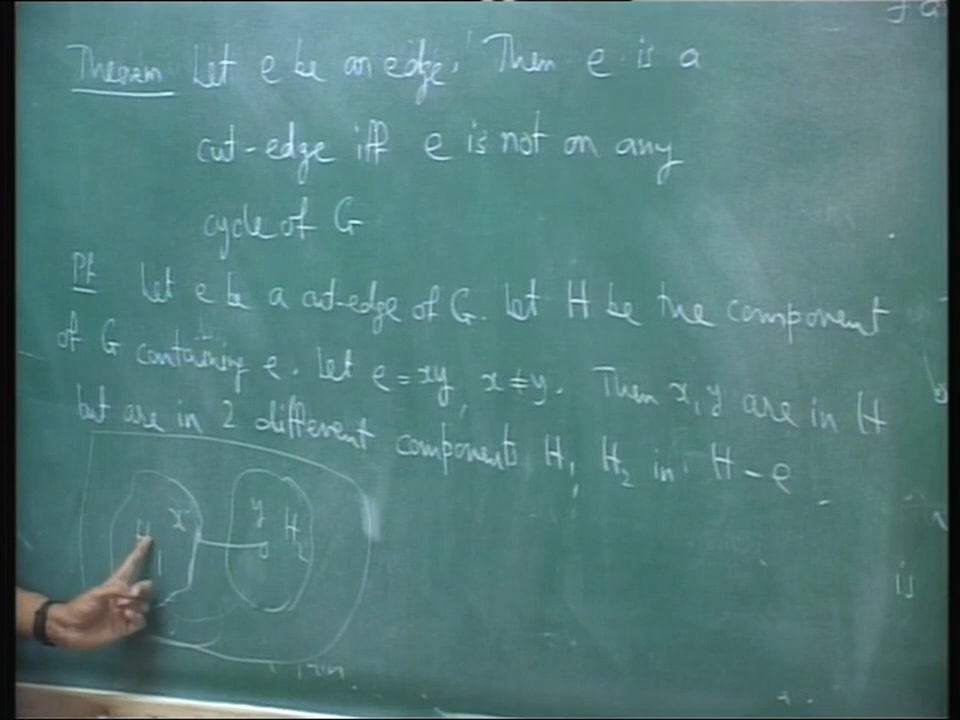 Theorem Let e be an edge. Then e is a
cut-edge iff e is not on any
cycle of G
Pf Let e be a cut-edge of G. Let H be the component
of G containing e. Let e = xy, x ≠ y. Then x, y are in H
but are in 2 different components H₁, H₂ in H - e
x y H₂
H₁
is